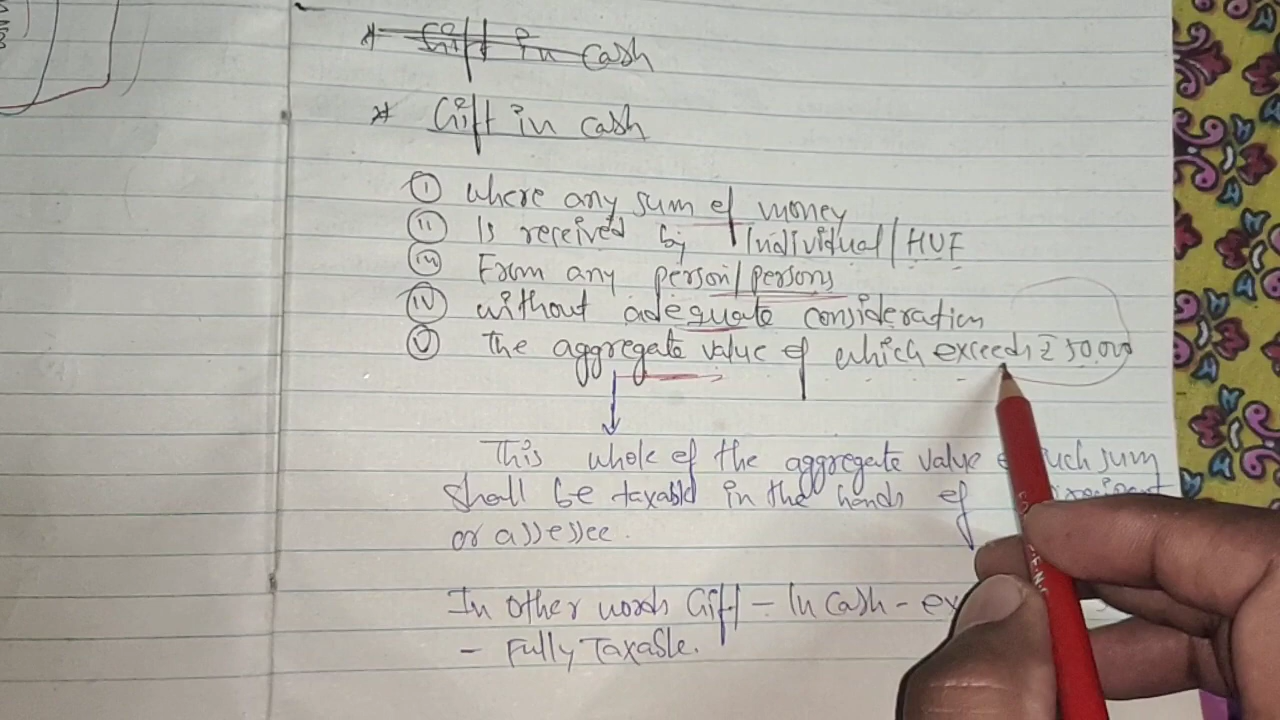 * Gift in cash
* Gift in cash
(i) where any sum of money
(ii) Is received by Individual/HUF
(iii) From any person/persons
(iv) without adequate consideration
(v) The aggregate value of which exceeds ₹ 50,000
This whole of the aggregate value such sum
shall be taxable in the hands of
or assessee.
In other words Gift - In cash -
- Fully Taxable.